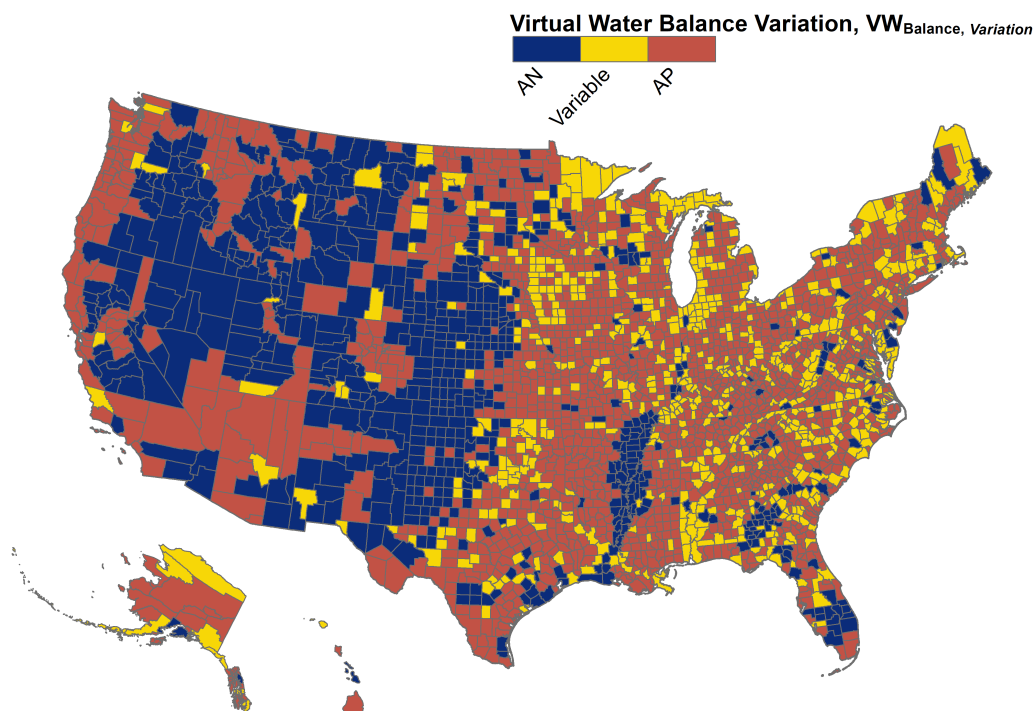 Virtual Water Balance Variation, VWBalance, Variation
AN
Variable
AP